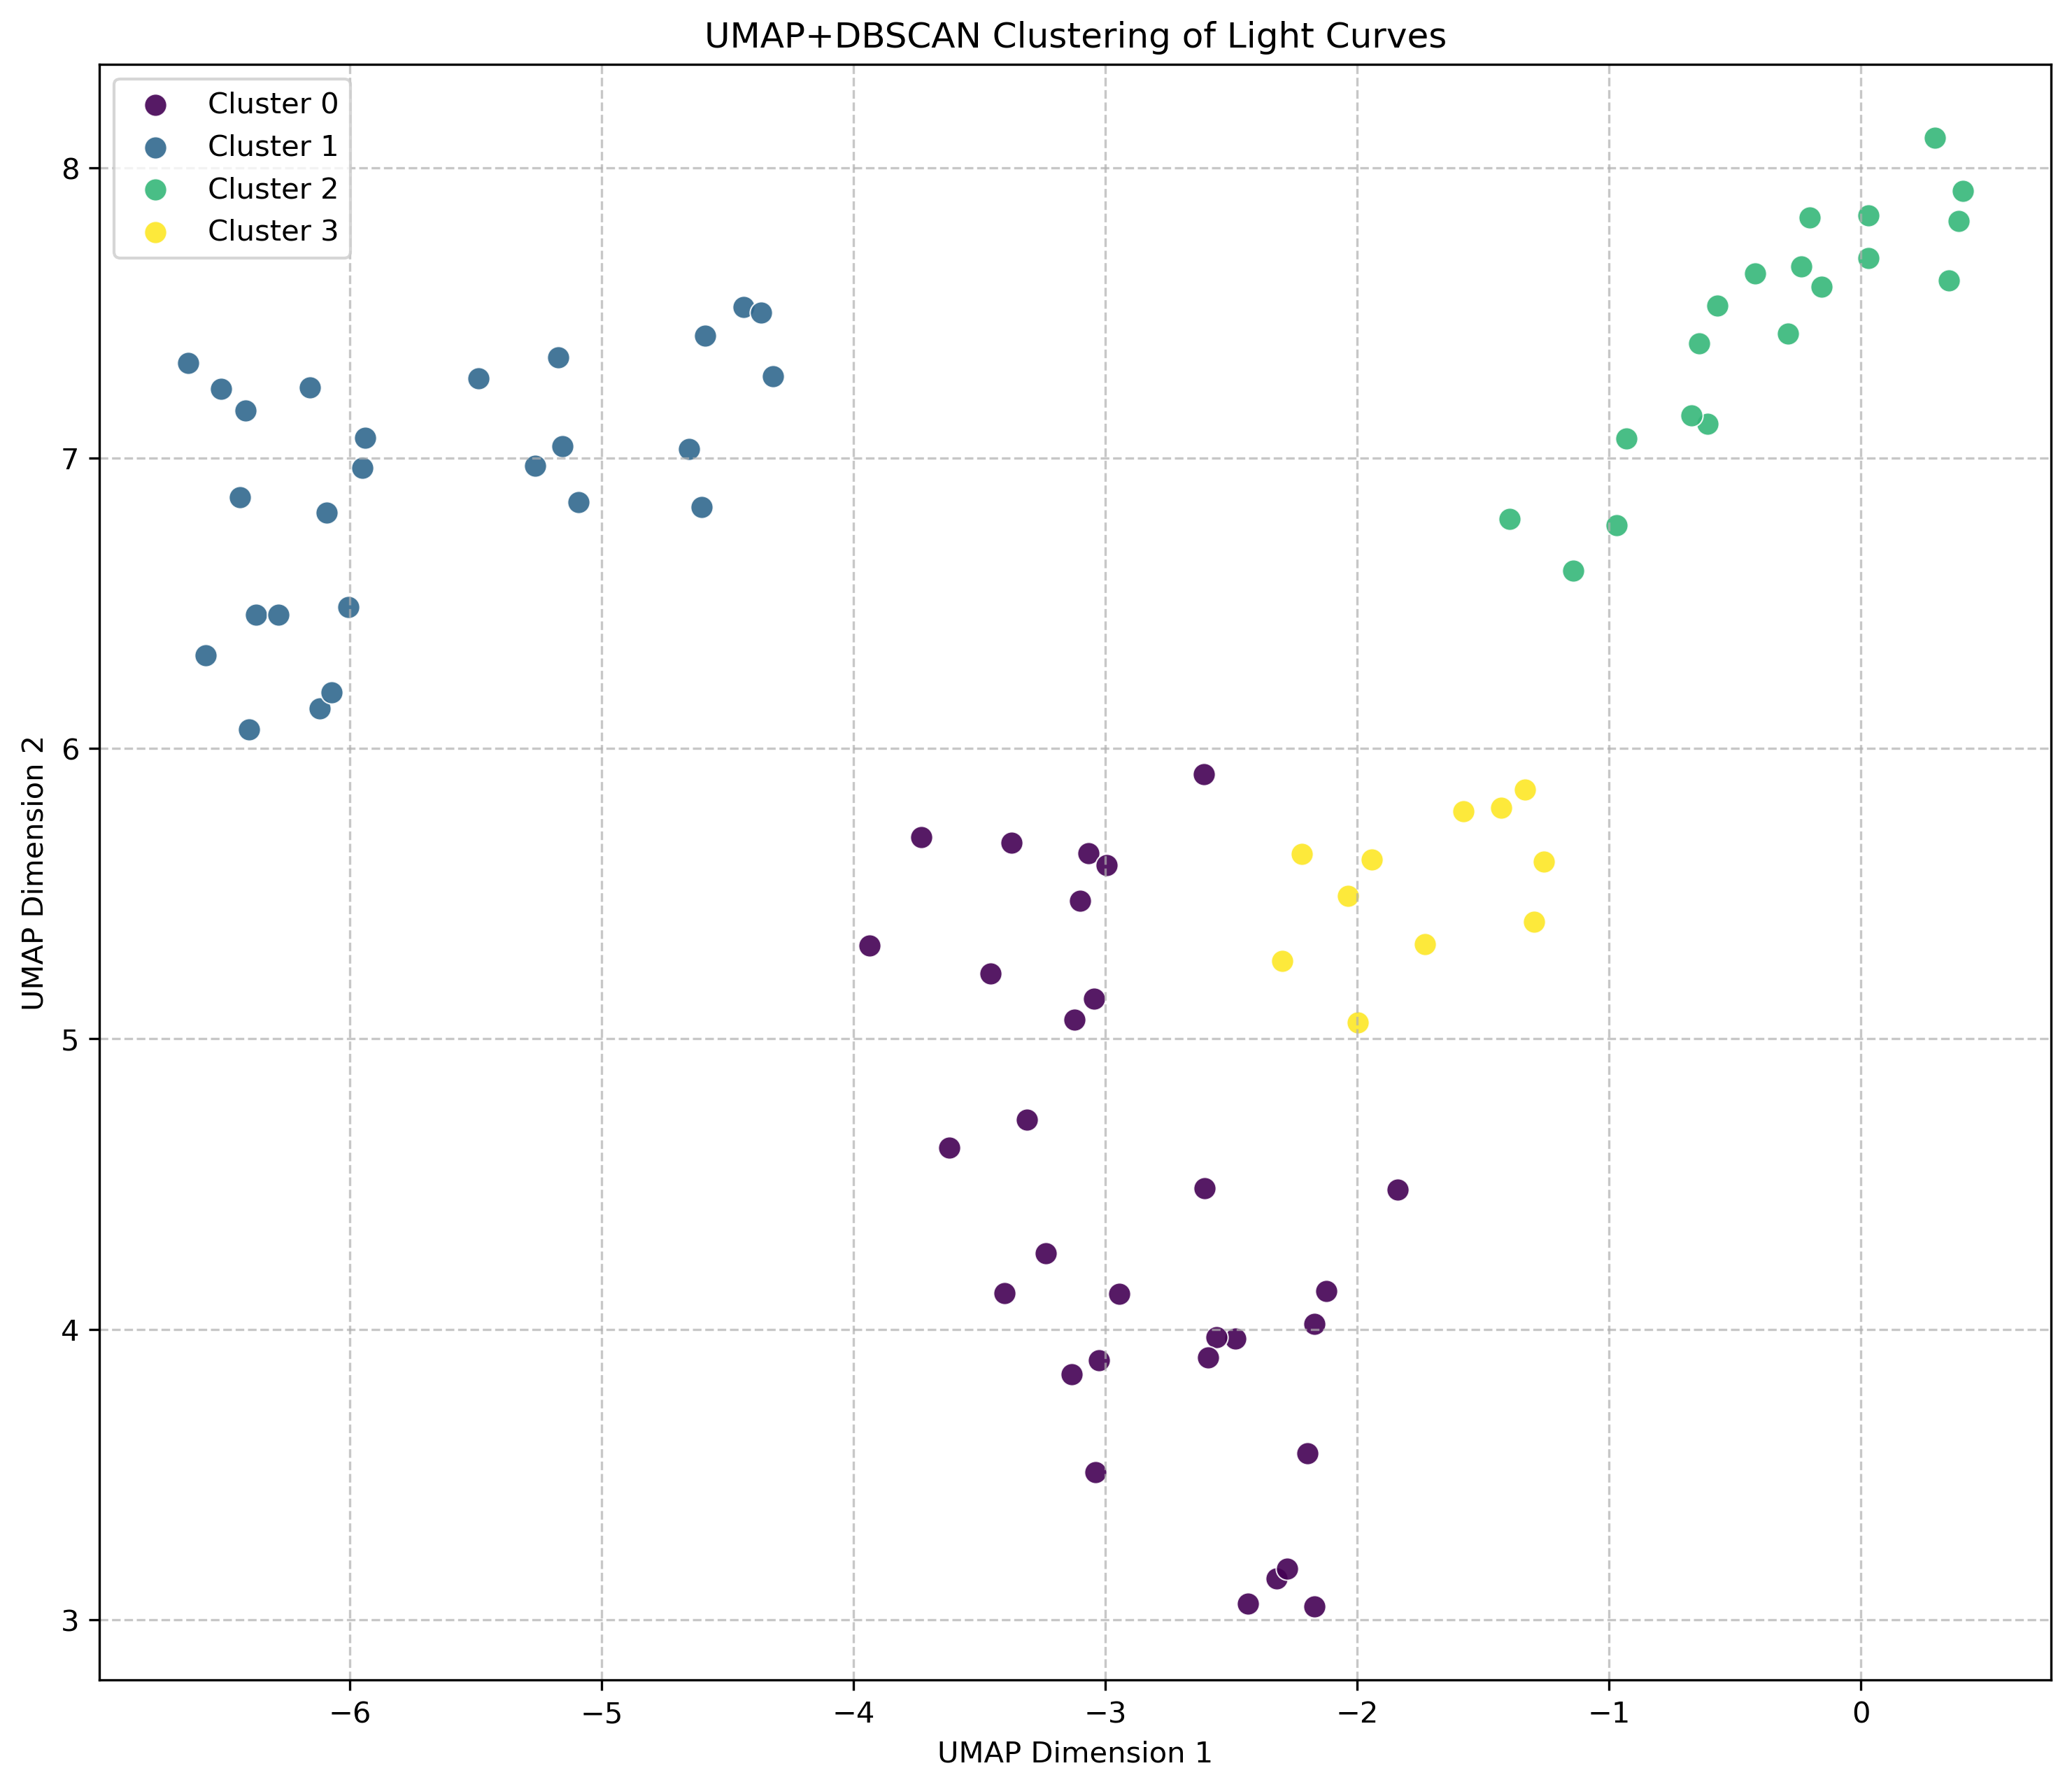 UMAP+DBSCAN Clustering of Light Curves
Cluster 0
Cluster 1
Cluster 2
Cluster 3
8
7
6
5
4
3
UMAP Dimension 2
−6
−5
−4
−3
−2
−1
0
UMAP Dimension 1